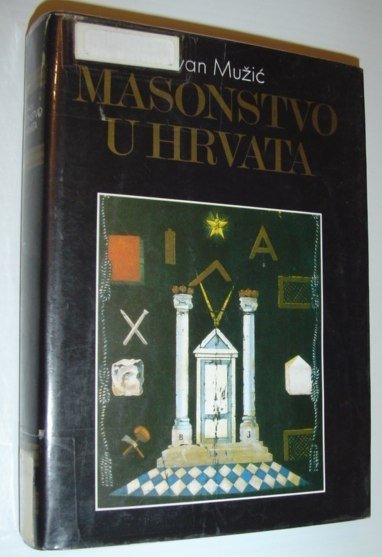 van Mužić
MASONSTVO
U HRVATA
B J